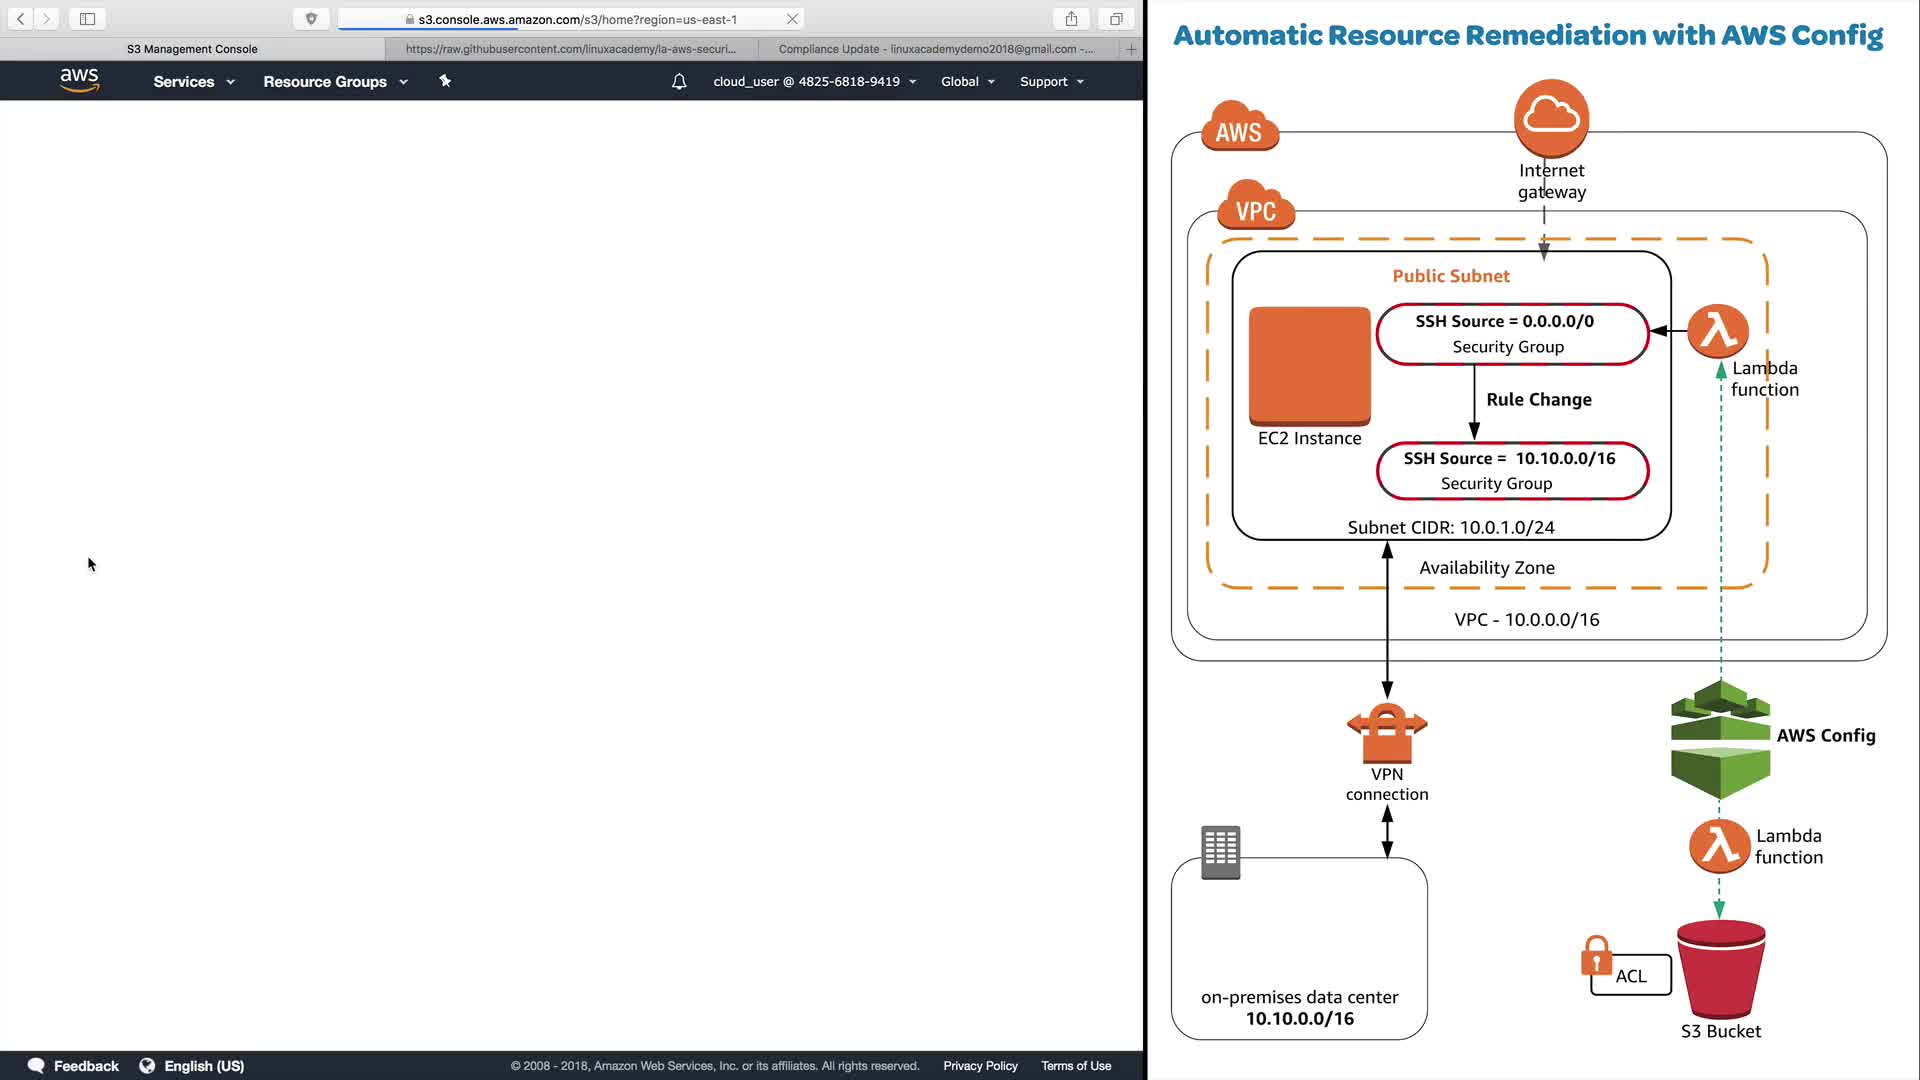 s3.console.aws.amazon.com/s3/home?region=us-east-1
S3 Management Console
https://raw.githubusercontent.com/linuxacademy/la-aws-securi...
Compliance Update - linuxacademydemo2018@gmail.com -...
aws
Services
Resource Groups
cloud_user @ 4825-6818-9419
Global
Support
Feedback
English (US)
© 2008 - 2018, Amazon Web Services, Inc. or its affiliates. All rights reserved.
Privacy Policy
Terms of Use
Automatic Resource Remediation with AWS Config
AWS
Internet
gateway
VPC
Public Subnet
SSH Source = 0.0.0.0/0
Security Group
Lambda
function
Rule Change
EC2 Instance
SSH Source = 10.10.0.0/16
Security Group
Subnet CIDR: 10.0.1.0/24
Availability Zone
VPC - 10.0.0.0/16
AWS Config
VPN
connection
Lambda
function
ACL
on-premises data center
10.10.0.0/16
S3 Bucket